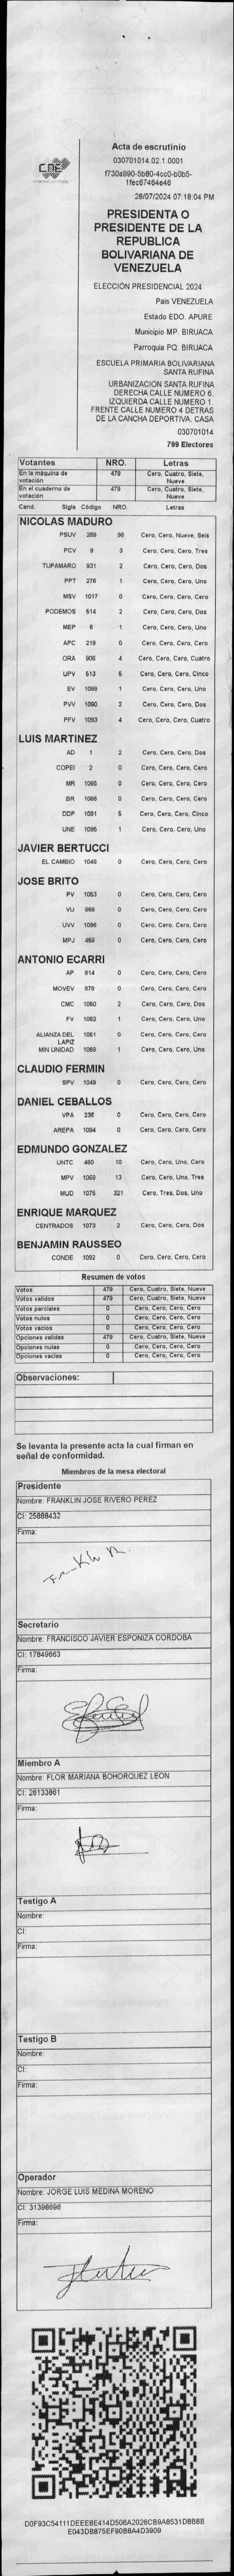 CNE
Acta de escrutinio
030701014.02.1.0001
f730a990-5b80-4cc0-b0b5-
1fec67464e46
28/07/2024 07:18:04 PM
PRESIDENTA O
PRESIDENTE DE LA
REPUBLICA
BOLIVARIANA DE
VENEZUELA
ELECCIÓN PRESIDENCIAL 2024
Pais VENEZUELA
Estado EDO. APURE
Municipio MP. BIRUACA
Parroquia PQ. BIRUACA
ESCUELA PRIMARIA BOLIVARIANA
SANTA RUFINA
URBANIZACIÓN SANTA RUFINA
DERECHA CALLE NUMERO 6.
IZQUIERDA CALLE NUMERO 1.
FRENTE CALLE NUMERO 4 DETRAS
DE LA CANCHA DEPORTIVA. CASA
030701014
799 Electores
Votantes NRO. Letras
En la máquina de votación 479 Cero, Cuatro, Siete, Nueve
En el cuaderno de votación 479 Cero, Cuatro, Siete, Nueve
Cand. Sigla Código NRO. Letras
NICOLAS MADURO
PSUV 269 96 Cero, Cero, Nueve, Seis
PCV 9 3 Cero, Cero, Cero, Tres
TUPAMARO 931 2 Cero, Cero, Cero, Dos
PPT 276 1 Cero, Cero, Cero, Uno
MSV 1017 0 Cero, Cero, Cero, Cero
PODEMOS 514 2 Cero, Cero, Cero, Dos
MEP 6 1 Cero, Cero, Cero, Uno
APC 219 0 Cero, Cero, Cero, Cero
ORA 906 4 Cero, Cero, Cero, Cuatro
UPV 513 5 Cero, Cero, Cero, Cinco
EV 1089 1 Cero, Cero, Cero, Uno
PVV 1090 2 Cero, Cero, Cero, Dos
PFV 1093 4 Cero, Cero, Cero, Cuatro
LUIS MARTINEZ
AD 1 2 Cero, Cero, Cero, Dos
COPEI 2 0 Cero, Cero, Cero, Cero
MR 1065 0 Cero, Cero, Cero, Cero
BR 1066 0 Cero, Cero, Cero, Cero
DDP 1091 5 Cero, Cero, Cero, Cinco
UNE 1095 1 Cero, Cero, Cero, Uno
JAVIER BERTUCCI
EL CAMBIO 1048 0 Cero, Cero, Cero, Cero
JOSE BRITO
PV 1053 0 Cero, Cero, Cero, Cero
VU 969 0 Cero, Cero, Cero, Cero
UVV 1096 0 Cero, Cero, Cero, Cero
MPJ 459 0 Cero, Cero, Cero, Cero
ANTONIO ECARRI
AP 814 0 Cero, Cero, Cero, Cero
MOVEV 979 0 Cero, Cero, Cero, Cero
CMC 1050 2 Cero, Cero, Cero, Dos
FV 1052 1 Cero, Cero, Cero, Uno
ALIANZA DEL LAPIZ 1051 0 Cero, Cero, Cero, Cero
MIN UNIDAD 1068 1 Cero, Cero, Cero, Uno
CLAUDIO FERMIN
SPV 1049 0 Cero, Cero, Cero, Cero
DANIEL CEBALLOS
VPA 236 0 Cero, Cero, Cero, Cero
AREPA 1094 0 Cero, Cero, Cero, Cero
EDMUNDO GONZALEZ
UNTC 460 10 Cero, Cero, Uno, Cero
MPV 1069 13 Cero, Cero, Uno, Tres
MUD 1075 321 Cero, Tres, Dos, Uno
ENRIQUE MARQUEZ
CENTRADOS 1073 2 Cero, Cero, Cero, Dos
BENJAMIN RAUSSEO
CONDE 1092 0 Cero, Cero, Cero, Cero
Resumen de votos
Votos 479 Cero, Cuatro, Siete, Nueve
Votos validos 479 Cero, Cuatro, Siete, Nueve
Votos parciales 0 Cero, Cero, Cero, Cero
Votos nulos 0 Cero, Cero, Cero, Cero
Votos vacios 0 Cero, Cero, Cero, Cero
Opciones validas 479 Cero, Cuatro, Siete, Nueve
Opciones nulas 0 Cero, Cero, Cero, Cero
Opciones vacias 0 Cero, Cero, Cero, Cero
Observaciones:
Se levanta la presente acta la cual firman en
señal de conformidad.
Miembros de la mesa electoral
Presidente
Nombre: FRANKLIN JOSE RIVERO PEREZ
CI: 25888432
Firma:
Franklin R.
Secretario
Nombre: FRANCISCO JAVIER ESPONIZA CORDOBA
CI: 17849663
Firma:
Miembro A
Nombre: FLOR MARIANA BOHORQUEZ LEON
CI: 26133861
Firma:
Testigo A
Nombre:
CI:
Firma:
Testigo B
Nombre:
CI:
Firma:
Operador
Nombre: JORGE LUIS MEDINA MORENO
CI: 31398696
Firma:
D0F93C54111DEEE8E414D506A2026CB9A8531D8B8B
E043DB875EF90B8A4D3909